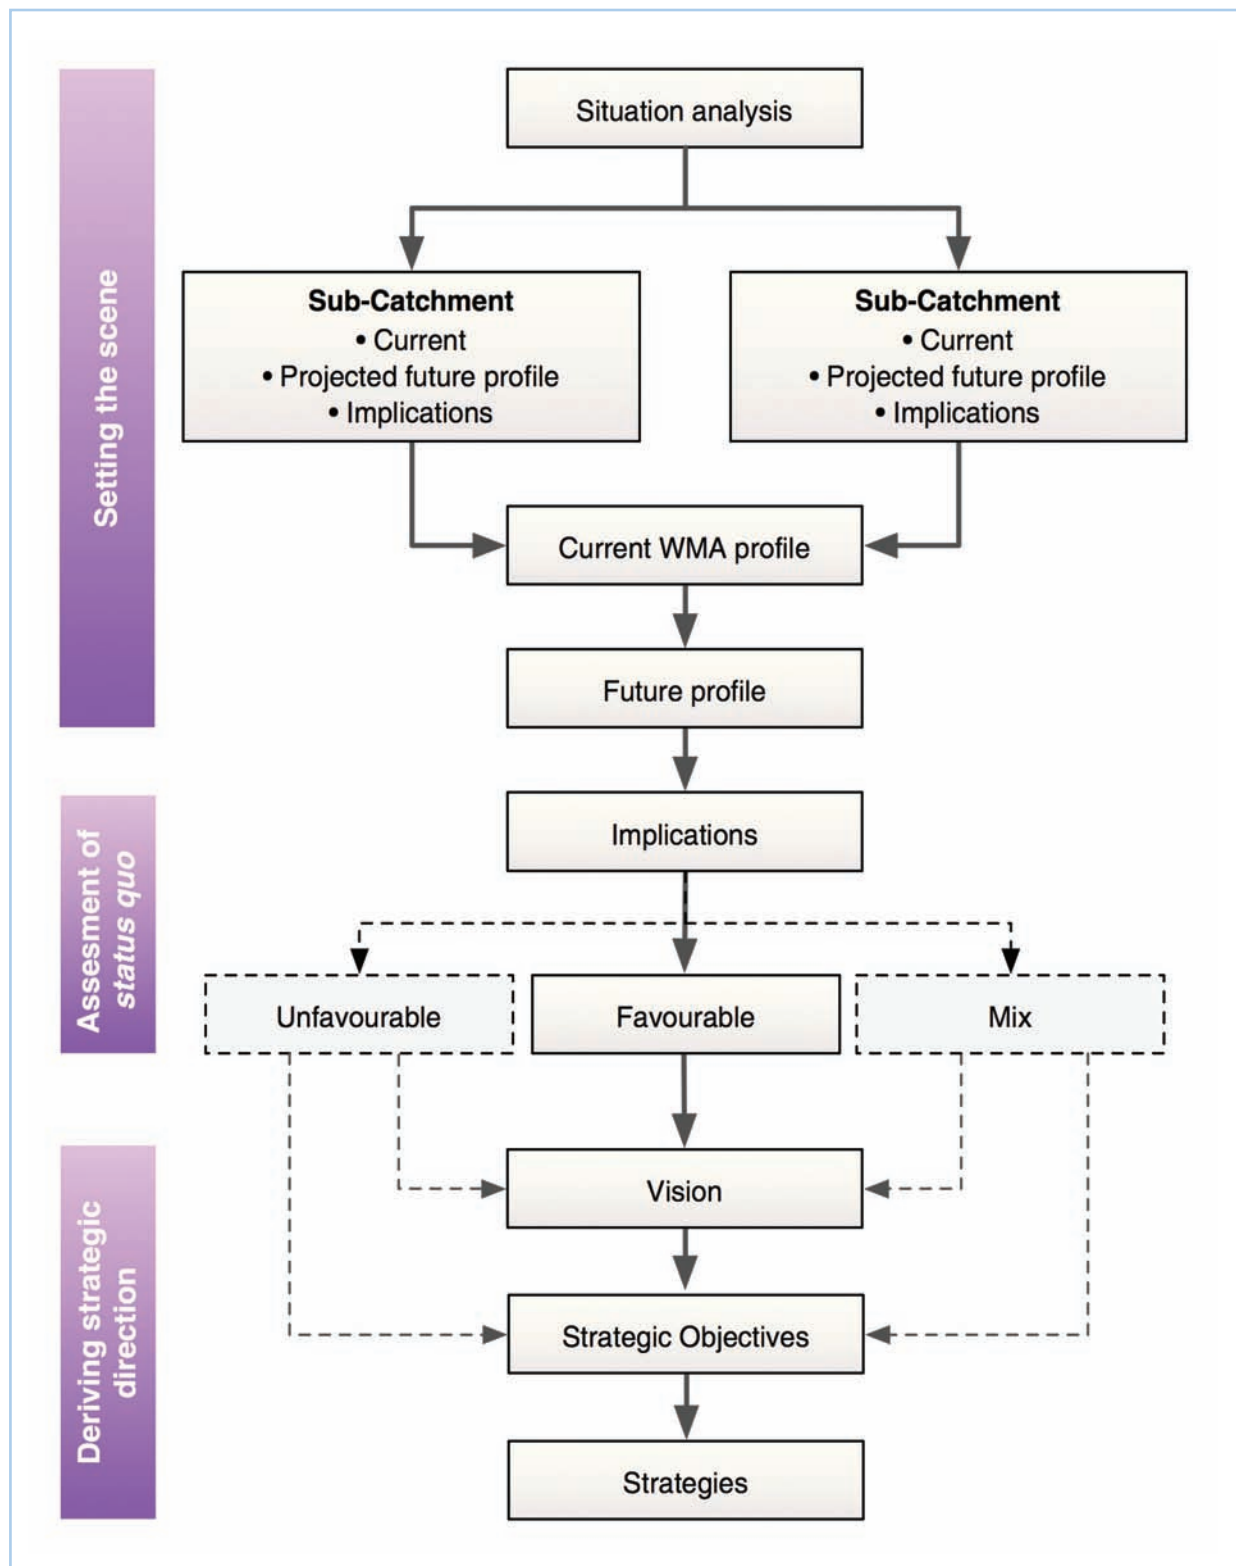 Setting the scene
Situation analysis
Sub-Catchment
• Current
• Projected future profile
• Implications
Sub-Catchment
• Current
• Projected future profile
• Implications
Current WMA profile
Future profile
Assessment of
status quo
Implications
Unfavourable
Favourable
Mix
Deriving strategic
direction
Vision
Strategic Objectives
Strategies